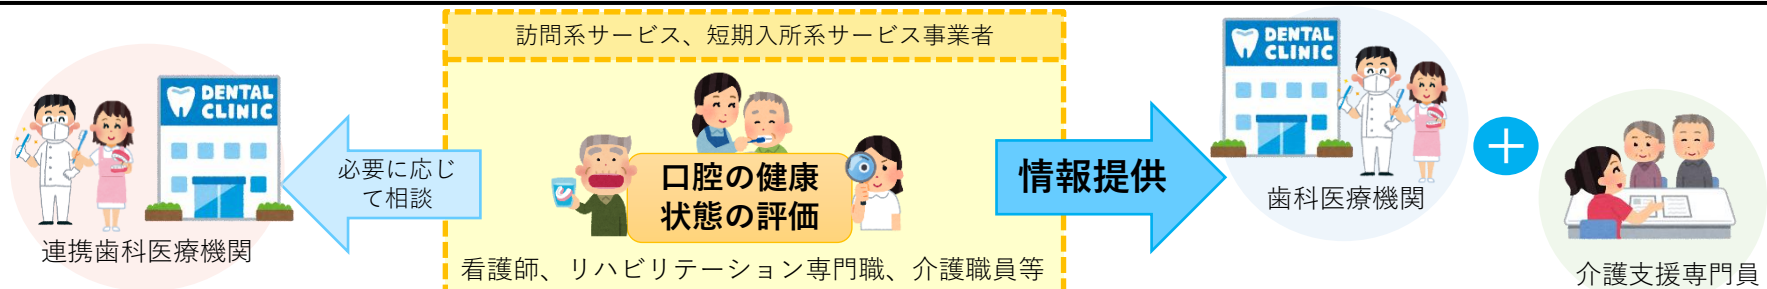 訪問系サービス、短期入所系サービス事業者
DENTAL
CLINIC
必要に応じ
て相談
連携歯科医療機関
口腔の健康
状態の評価
看護師、リハビリテーション専門職、介護職員等
情報提供
DENTAL
CLINIC
歯科医療機関
+
介護支援専門員